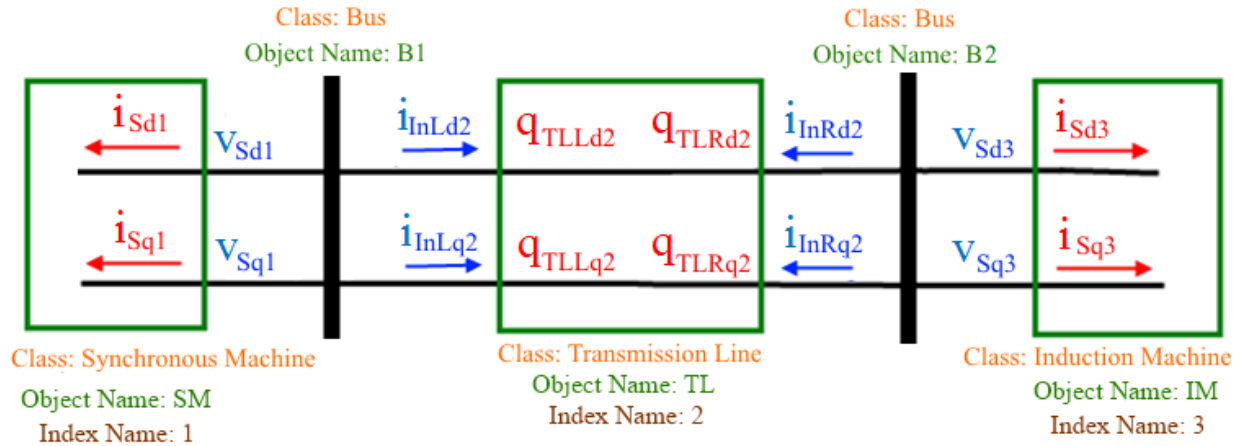 Class: Bus
Object Name: B1
Class: Bus
Object Name: B2
iSd1
vSd1
iInLd2
qTLLd2
qTLRd2
iInRd2
vSd3
iSd3
iSq1
vSq1
iInLq2
qTLLq2
qTLRq2
iInRq2
vSq3
iSq3
Class: Synchronous Machine
Object Name: SM
Index Name: 1
Class: Transmission Line
Object Name: TL
Index Name: 2
Class: Induction Machine
Object Name: IM
Index Name: 3